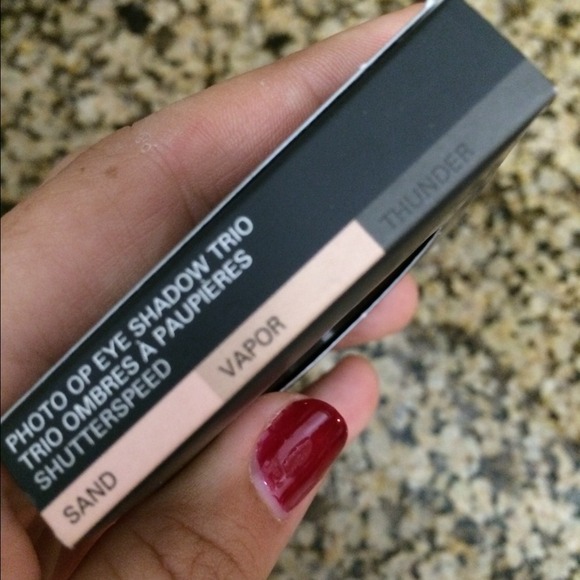 PHOTO OP EYE SHADOW TRIO
TRIO OMBRES À PAUPIÈRES
SHUTTERSPEED
SAND
VAPOR
THUNDER